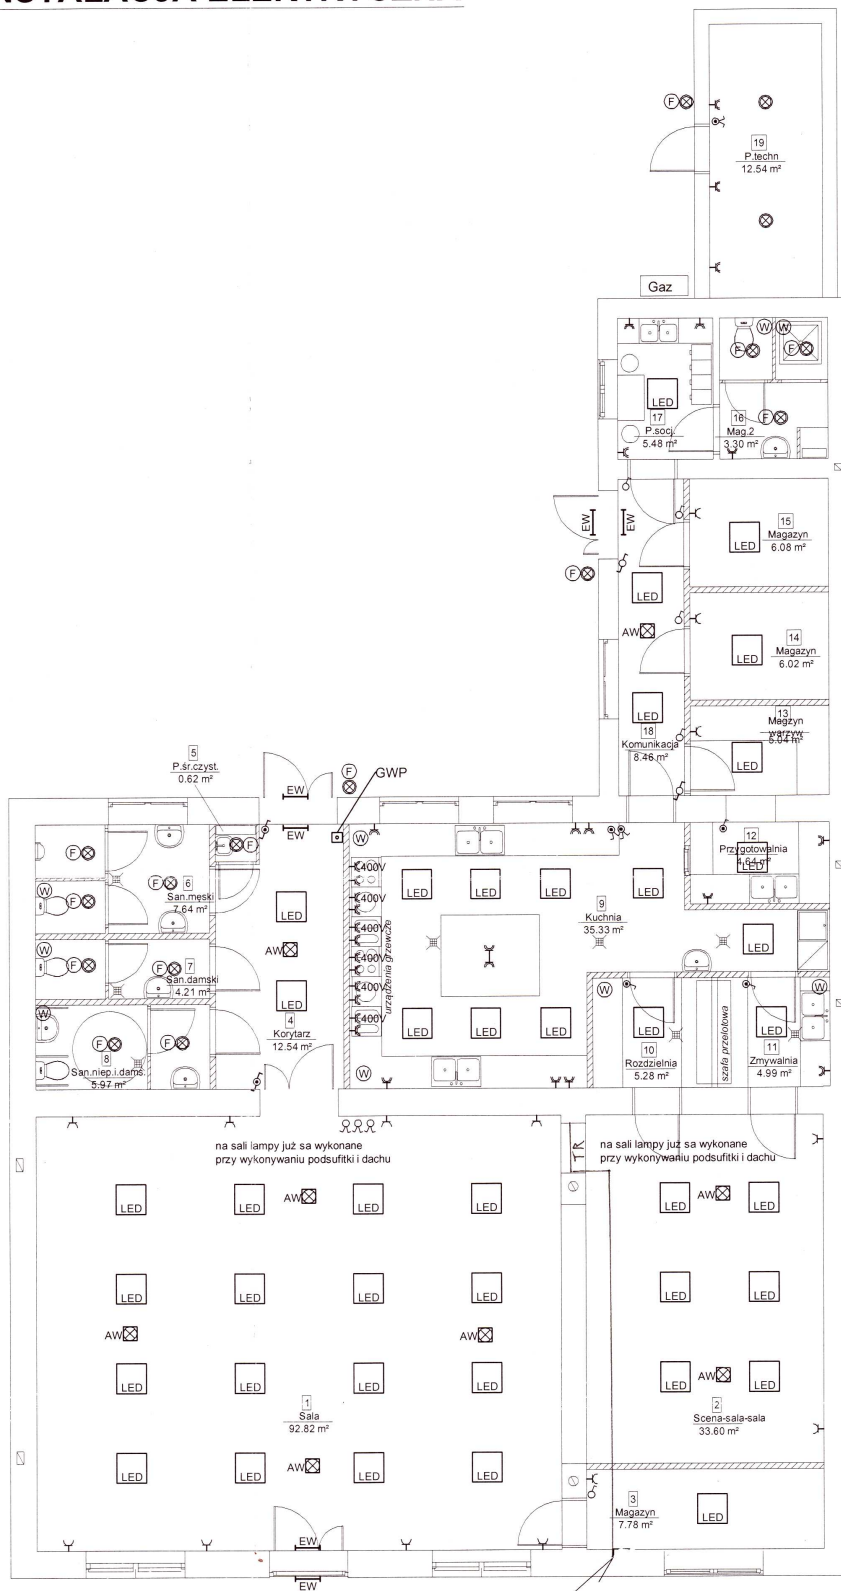 F
19
P.techn
12.54 m²
Gaz
W
W
F
F
LED
17
P.socj.
5.48 m²
16
Mag.2
3.30 m²
F
EW
EW
F
15
Magazyn
6.08 m²
LED
LED
AW
14
Magazyn
6.02 m²
LED
LED
18
Komunikacja
8.46 m²
13
Magzyn
warzyw
5.04 m²
LED
5
P.śr.czyst.
0.62 m²
EW
EW
F
GWP
F
F
W
F
6
San.męski
7.64 m²
W
F
LED
AW
W
F
F
7
San.damski
4.21 m²
LED
4
Korytarz
12.54 m²
W
F
F
8
San.niep.i.dams.
5.97 m²
W
400V
400V
400V
400V
400V
400V
urządzenia grzewcze
W
LED
LED
LED
LED
9
Kuchnia
35.33 m²
12
Przygotowalnia
4.64 m²
LED
LED
LED
LED
LED
W
LED
10
Rozdzielnia
5.28 m²
szafa przelotowa
W
LED
11
Zmywalnia
4.99 m²
na sali lampy już sa wykonane
przy wykonywaniu podsufitki i dachu
TR
na sali lampy już sa wykonane
przy wykonywaniu podsufitki i dachu
LED
LED
AW
LED
LED
LED
AW
LED
LED
LED
LED
LED
LED
LED
AW
AW
LED
LED
LED
LED
LED
AW
LED
1
Sala
92.82 m²
2
Scena-sala-sala
33.60 m²
LED
LED
AW
LED
LED
3
Magazyn
7.78 m²
LED
EW
EW